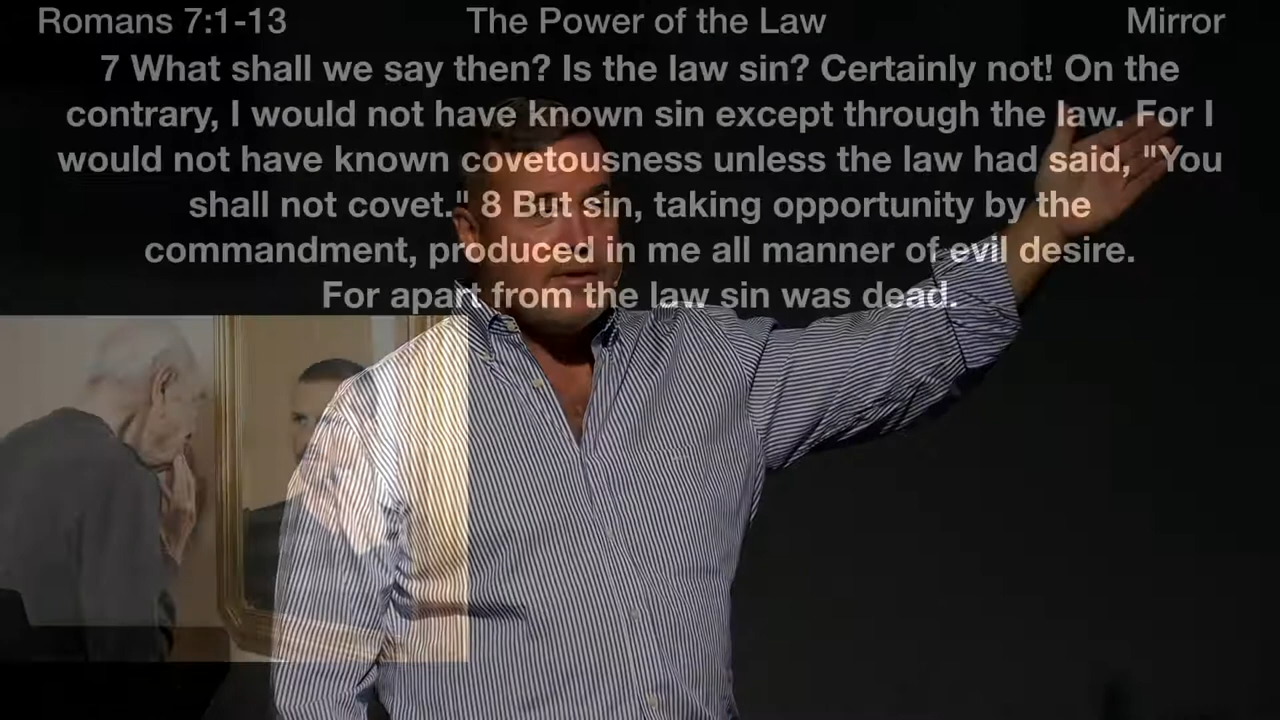 Romans 7:1-13 The Power of the Law Mirror
7 What shall we say then? Is the law sin? Certainly not! On the
contrary, I would not have known sin except through the law. For I
would not have known covetousness unless the law had said, "You
shall not covet." 8 But sin, taking opportunity by the
commandment, produced in me all manner of evil desire.
For apart from the law sin was dead.